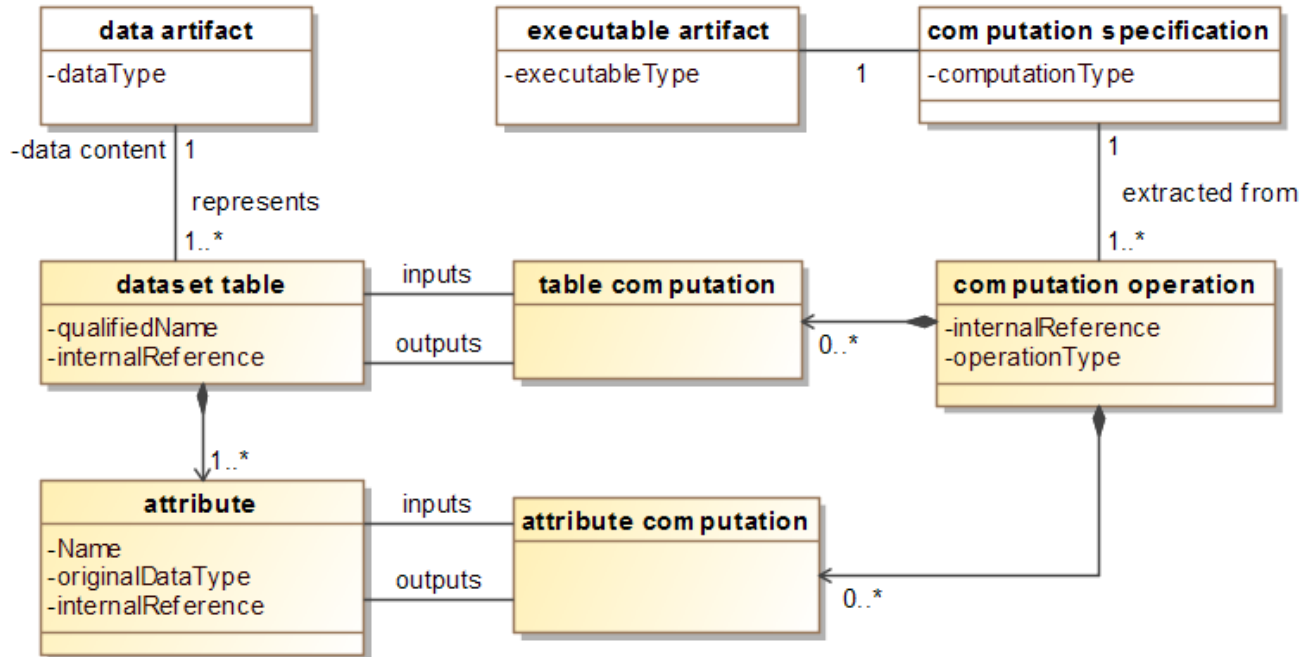 data artifact
-dataType
executable artifact
-executableType
computation specification
-computationType
1
-data content
1
represents
1..*
1
extracted from
1..*
dataset table
-qualifiedName
-internalReference
inputs
outputs
table computation
0..*
computation operation
-internalReference
-operationType
1..*
attribute
-Name
-originalDataType
-internalReference
inputs
outputs
attribute computation
0..*